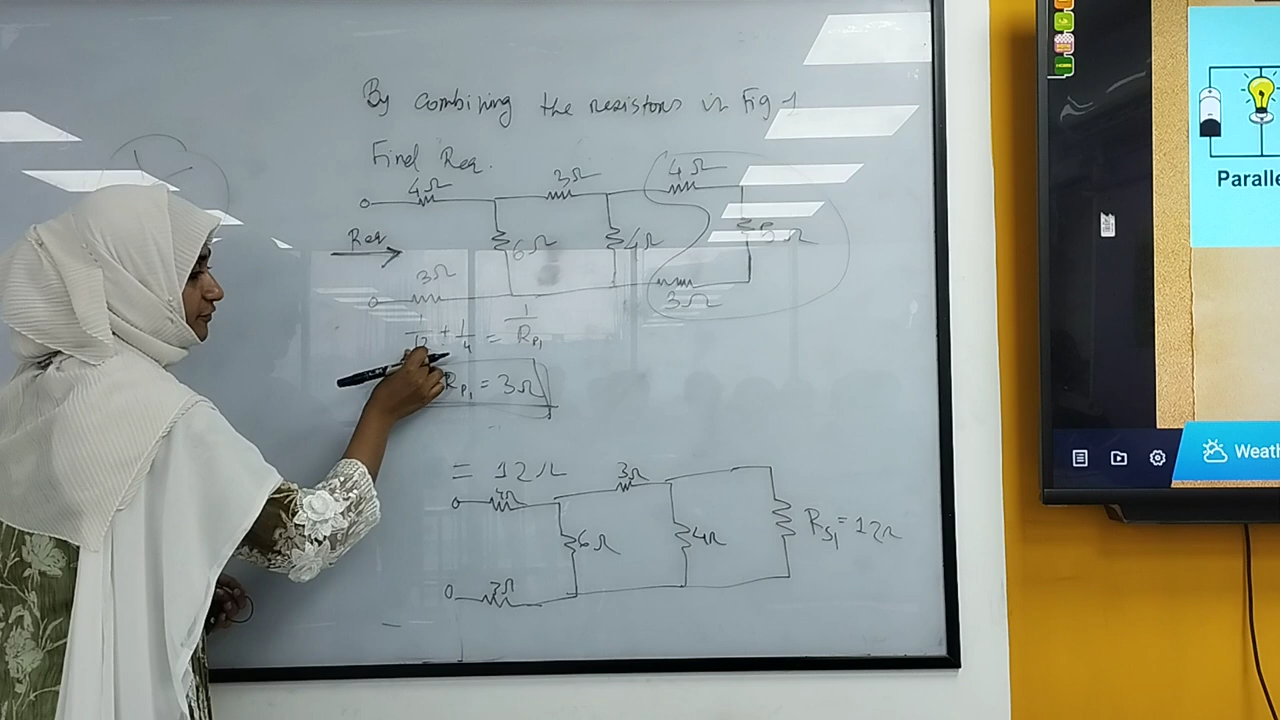 By combining the resistors in Fig 1
Find Req.
4Ω 3Ω 4Ω
Req 6Ω 4Ω 5Ω
3Ω 3Ω
1/12 + 1/4 = 1/RP1
RP1 = 3Ω
= 12Ω
4Ω 3Ω
6Ω 4Ω RS1 = 12Ω
3Ω
Paralle
Weath